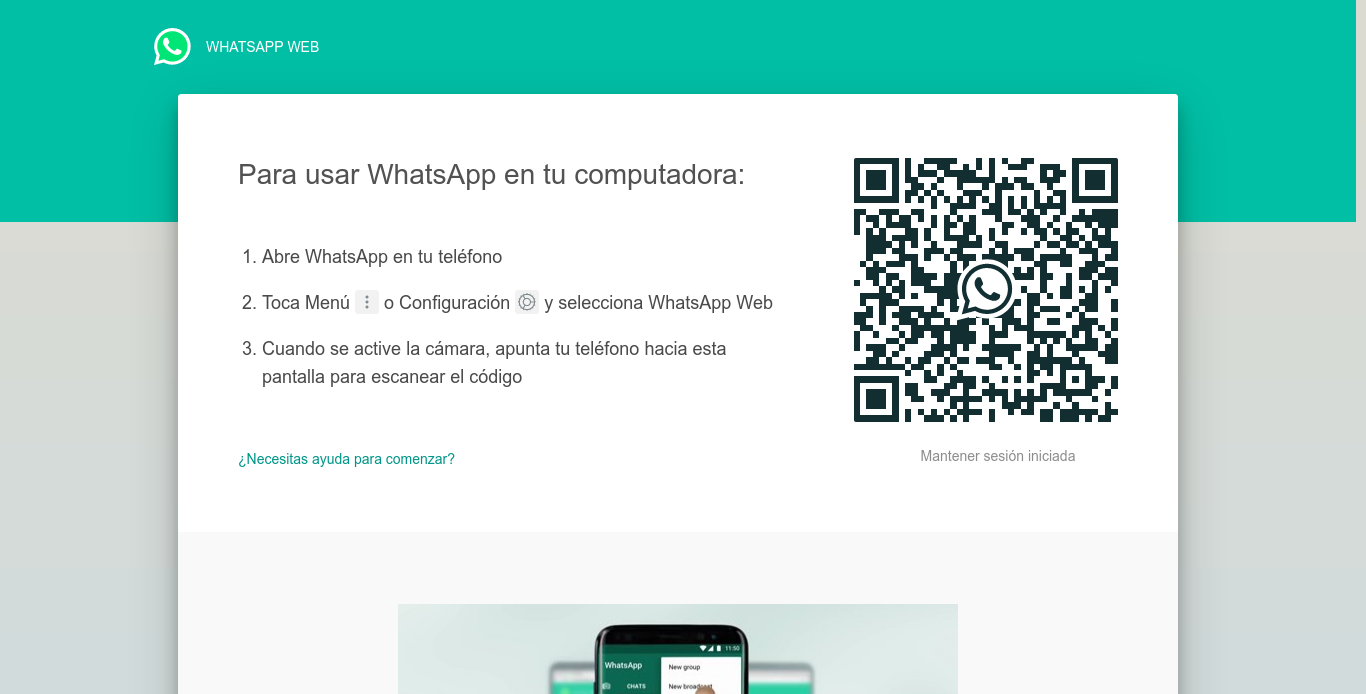 WHATSAPP WEB
Para usar WhatsApp en tu computadora:
1. Abre WhatsApp en tu teléfono
2. Toca Menú o Configuración y selecciona WhatsApp Web
3. Cuando se active la cámara, apunta tu teléfono hacia esta
pantalla para escanear el código
¿Necesitas ayuda para comenzar?
Mantener sesión iniciada
11:50
WhatsApp
New group
CHATS
New broadcast